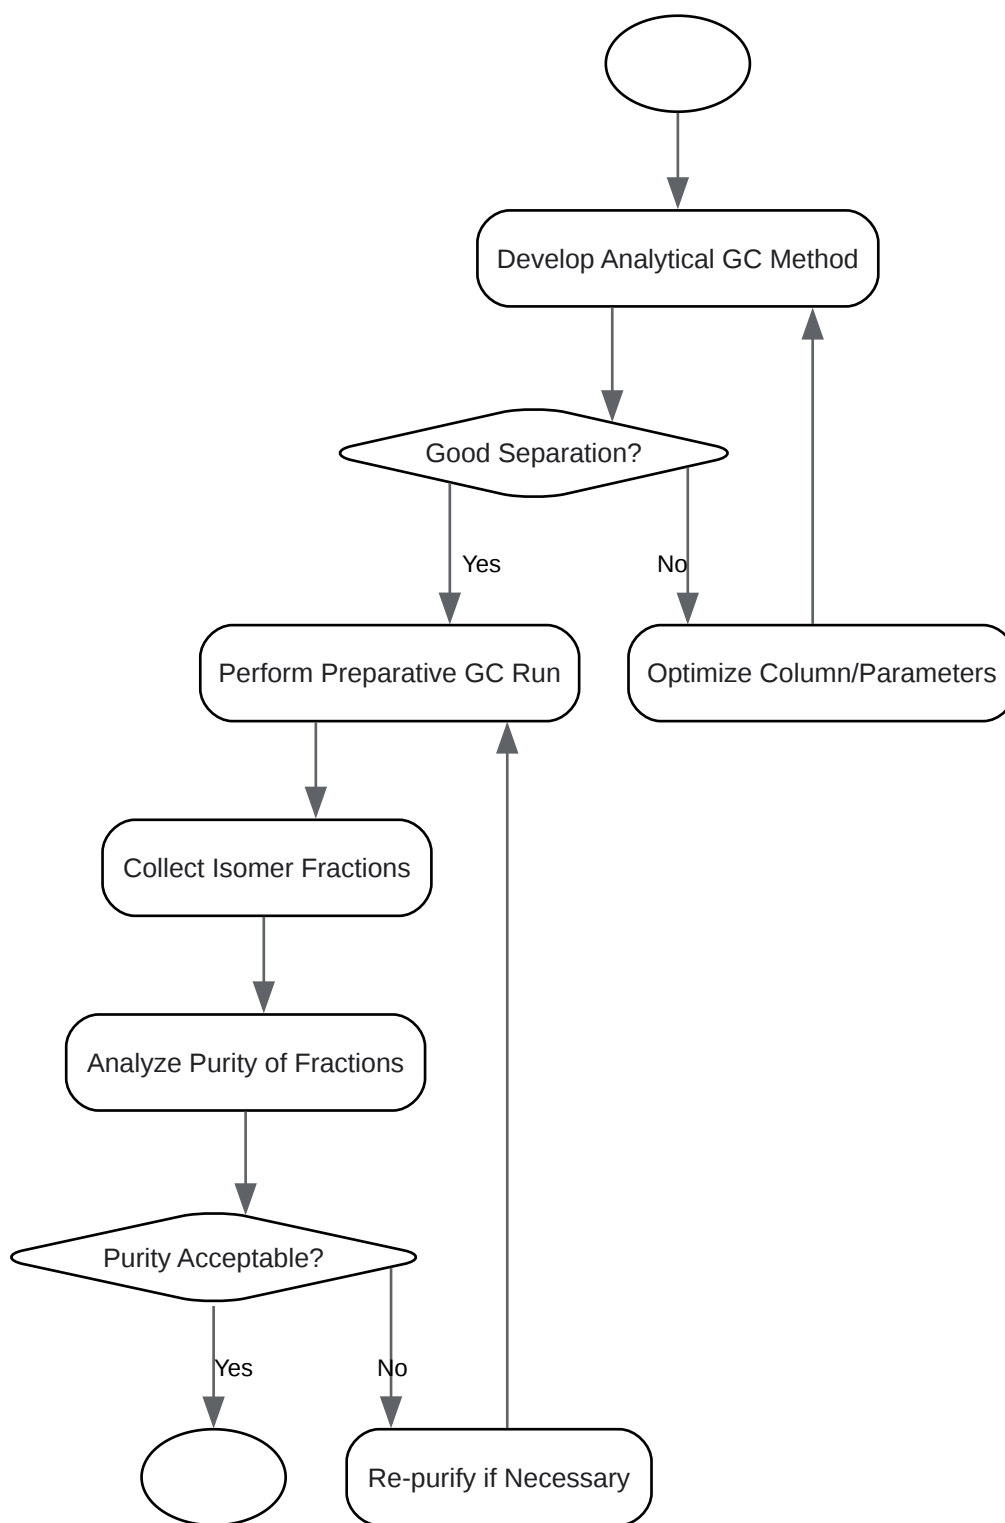 Develop Analytical GC Method
Good Separation?
Yes
No
Perform Preparative GC Run
Optimize Column/Parameters
Collect Isomer Fractions
Analyze Purity of Fractions
Purity Acceptable?
Yes
No
Re-purify if Necessary